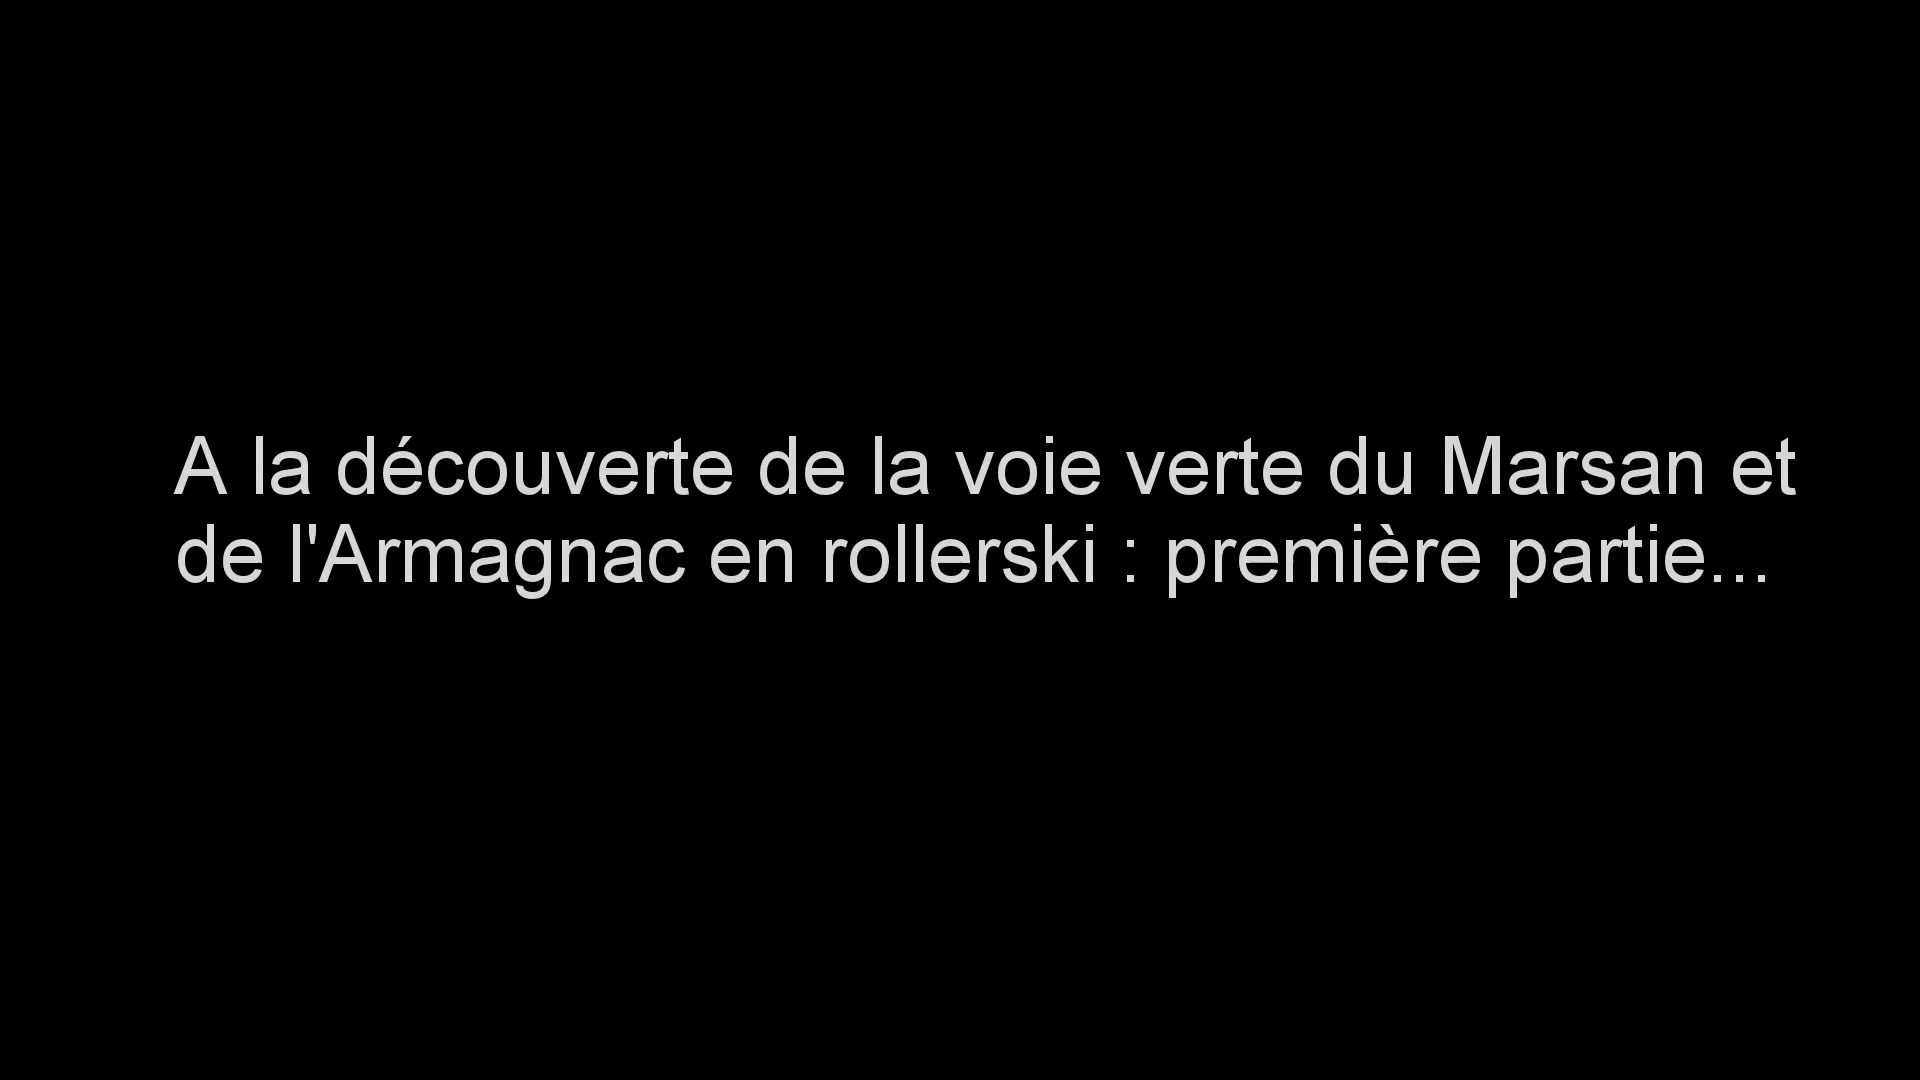 A la découverte de la voie verte du Marsan et
de l'Armagnac en rollerski : première partie...